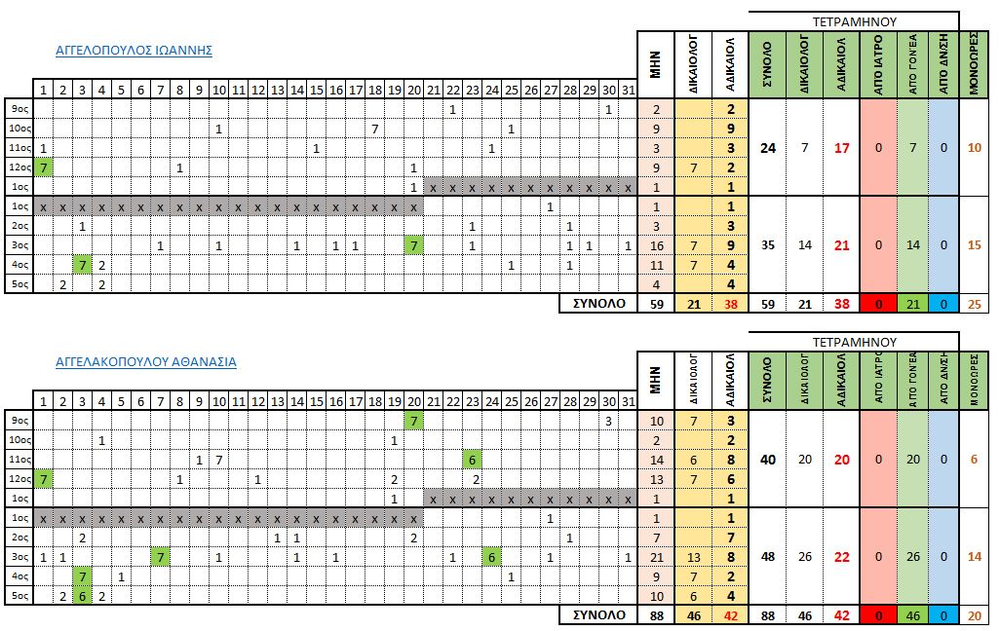 ΤΕΤΡΑΜΗΝΟΥ
ΑΓΓΕΛΟΠΟΥΛΟΣ ΙΩΑΝΝΗΣ ΜΗΝ ΔΙΚΑΙΟΛΟΓ ΑΔΙΚΑΙΟΛ ΣΥΝΟΛΟ ΔΙΚΑΙΟΛΟΓ ΑΔΙΚΑΙΟΛ ΑΠΟ ΙΑΤΡΟ ΑΠΟ ΓΟΝΈΑ ΑΠΟ ΔΝ/ΣΗ ΜΟΝΟΩΡΕΣ
1 2 3 4 5 6 7 8 9 10 11 12 13 14 15 16 17 18 19 20 21 22 23 24 25 26 27 28 29 30 31
9ος 1 1 2 2
10ος 1 7 1 9 9
11ος 1 1 1 3 3 24 7 17 0 7 0 10
12ος 7 1 1 9 7 2
1ος 1 x x x x x x x x x x x 1 1
1ος x x x x x x x x x x x x x x x x x x x x 1 1 1
2ος 1 1 1 3 3
3ος 1 1 1 1 1 7 1 1 1 1 16 7 9 35 14 21 0 14 0 15
4ος 7 2 1 1 11 7 4
5ος 2 2 4 4
ΣΥΝΟΛΟ 59 21 38 59 21 38 0 21 0 25
ΤΕΤΡΑΜΗΝΟΥ
ΑΓΓΕΛΑΚΟΠΟΥΛΟΥ ΑΘΑΝΑΣΙΑ ΜΗΝ ΔΙΚΑΙΟΛΟΓ ΑΔΙΚΑΙΟΛ ΣΥΝΟΛΟ ΔΙΚΑΙΟΛΟΓ ΑΔΙΚΑΙΟΛ ΑΠΟ ΙΑΤΡΟ ΑΠΟ ΓΟΝΈΑ ΑΠΟ ΔΝ/ΣΗ ΜΟΝΟΩΡΕΣ
1 2 3 4 5 6 7 8 9 10 11 12 13 14 15 16 17 18 19 20 21 22 23 24 25 26 27 28 29 30 31
9ος 7 3 10 7 3
10ος 1 1 2 2
11ος 1 7 6 14 6 8 40 20 20 0 20 0 6
12ος 7 1 1 2 2 13 7 6
1ος 1 x x x x x x x x x x x 1 1
1ος x x x x x x x x x x x x x x x x x x x x 1 1 1
2ος 2 1 1 2 1 7 7
3ος 1 1 7 1 1 1 1 6 1 1 21 13 8 48 26 22 0 26 0 14
4ος 7 1 1 9 7 2
5ος 2 6 2 10 6 4
ΣΥΝΟΛΟ 88 46 42 88 46 42 0 46 0 20